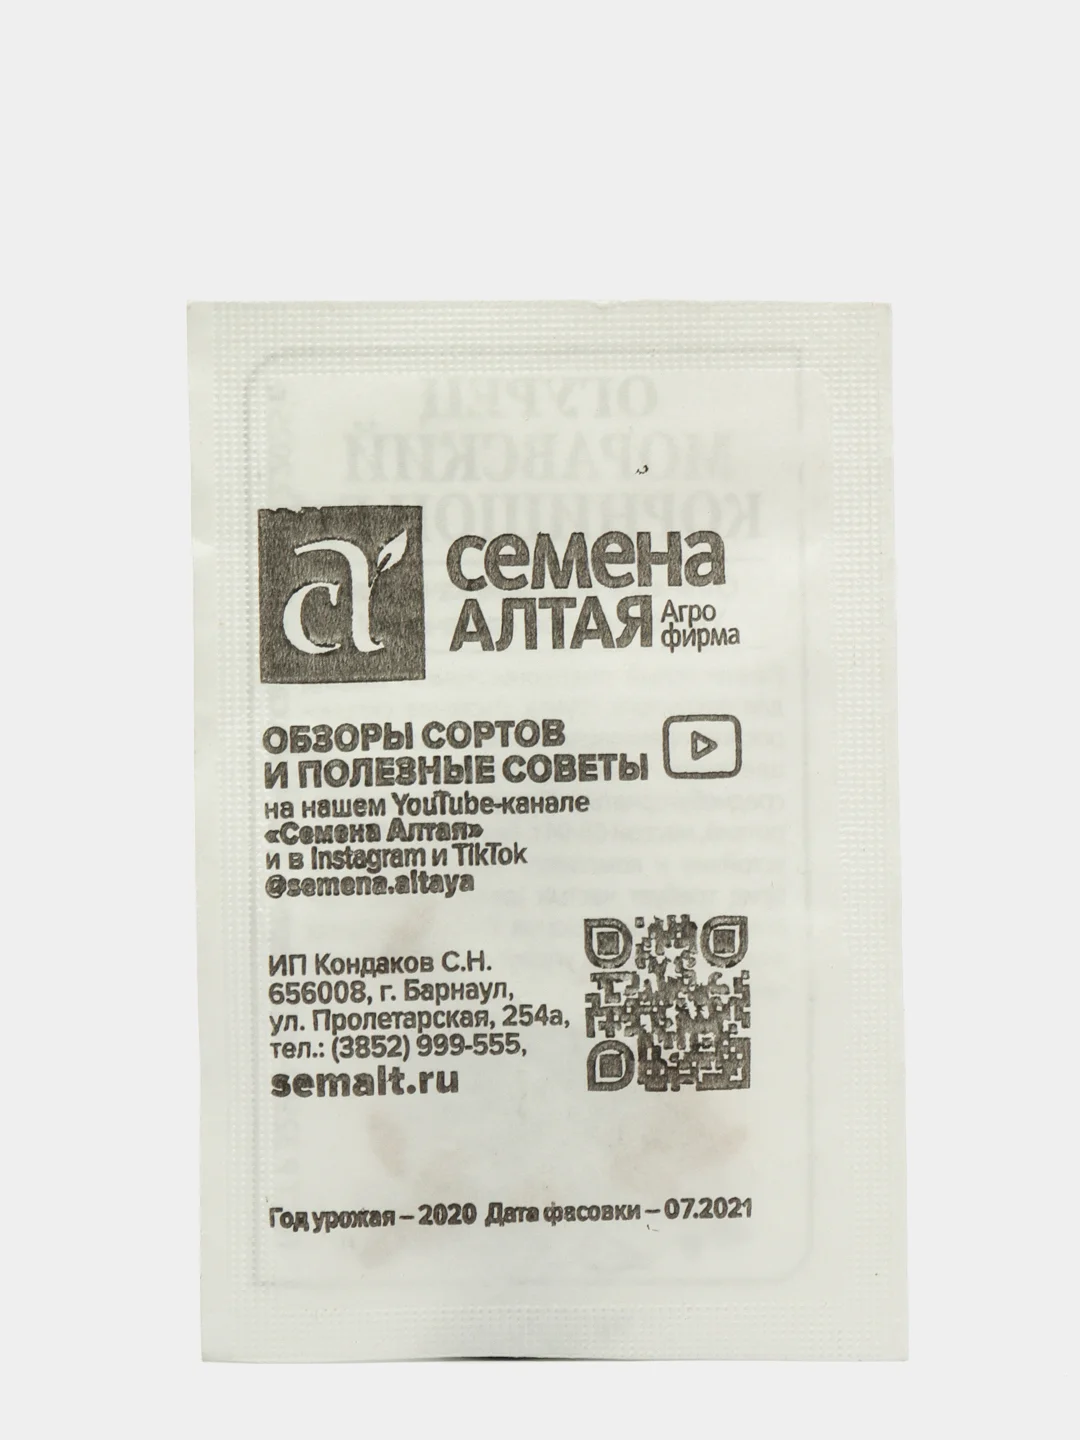 ОГУРЕЦ
МОРАВСКИЙ
семена
АЛТАЯ
Агро
фирма
ОБЗОРЫ СОРТОВ
И ПОЛЕЗНЫЕ СОВЕТЫ
на нашем YouTube-канале
«Семена Алтая»
и в Instagram и TikTok
@semena.altaya
ИП Кондаков С.Н.
656008, г. Барнаул,
ул. Пролетарская, 254а,
тел.: (3852) 999-555,
semalt.ru
Год урожая – 2020 Дата фасовки – 07.2021